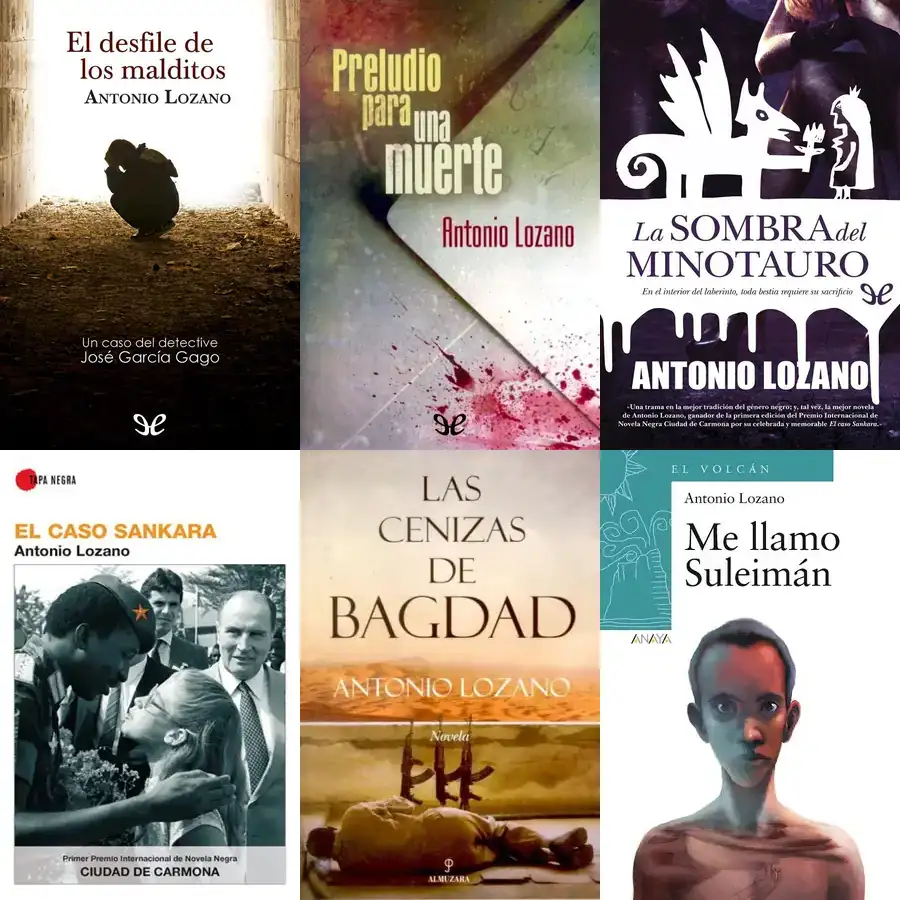 El desfile de
los malditos
ANTONIO LOZANO
Un caso del detective
José García Gago
Preludio
para
una
muerte
Antonio Lozano
La SOMBRA del
MINOTAURO
En el interior del laberinto, toda bestia requiere su sacrificio
ANTONIO LOZANO
«Una trama en la mejor tradición del género negro; y, tal vez, la mejor novela
de Antonio Lozano, ganador de la primera edición del Premio Internacional de
Novela Negra Ciudad de Carmona por su celebrada y memorable El caso Sankara.»
TAPA NEGRA
EL CASO SANKARA
Antonio Lozano
Primer Premio Internacional de Novela Negra
CIUDAD DE CARMONA
LAS
CENIZAS
DE
BAGDAD
ANTONIO LOZANO
Novela
ALMUZARA
EL VOLCÁN
Antonio Lozano
Me llamo
Suleimán
ANAYA